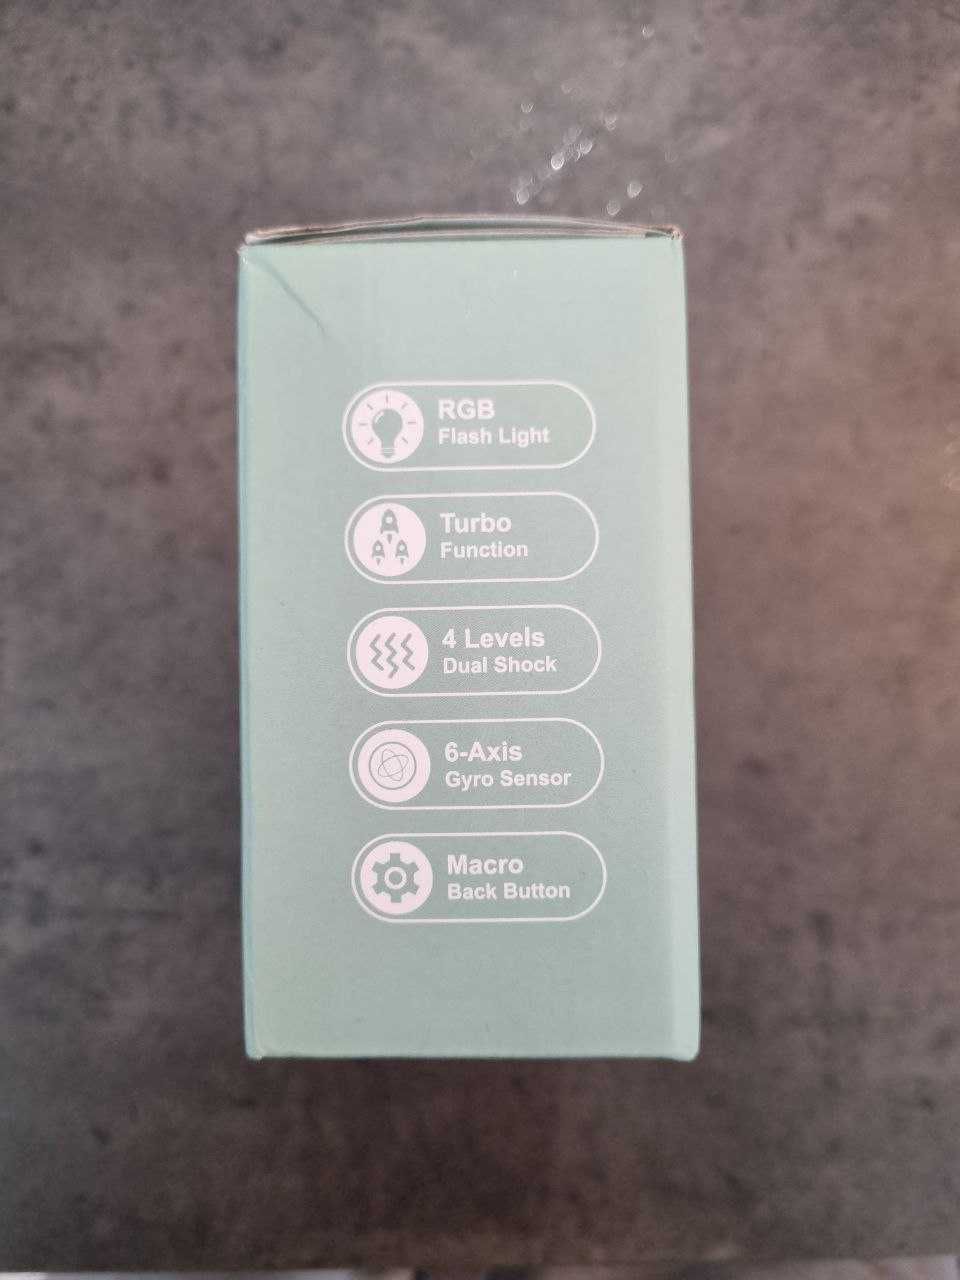 RGB
Flash Light
Turbo
Function
4 Levels
Dual Shock
6-Axis
Gyro Sensor
Macro
Back Button